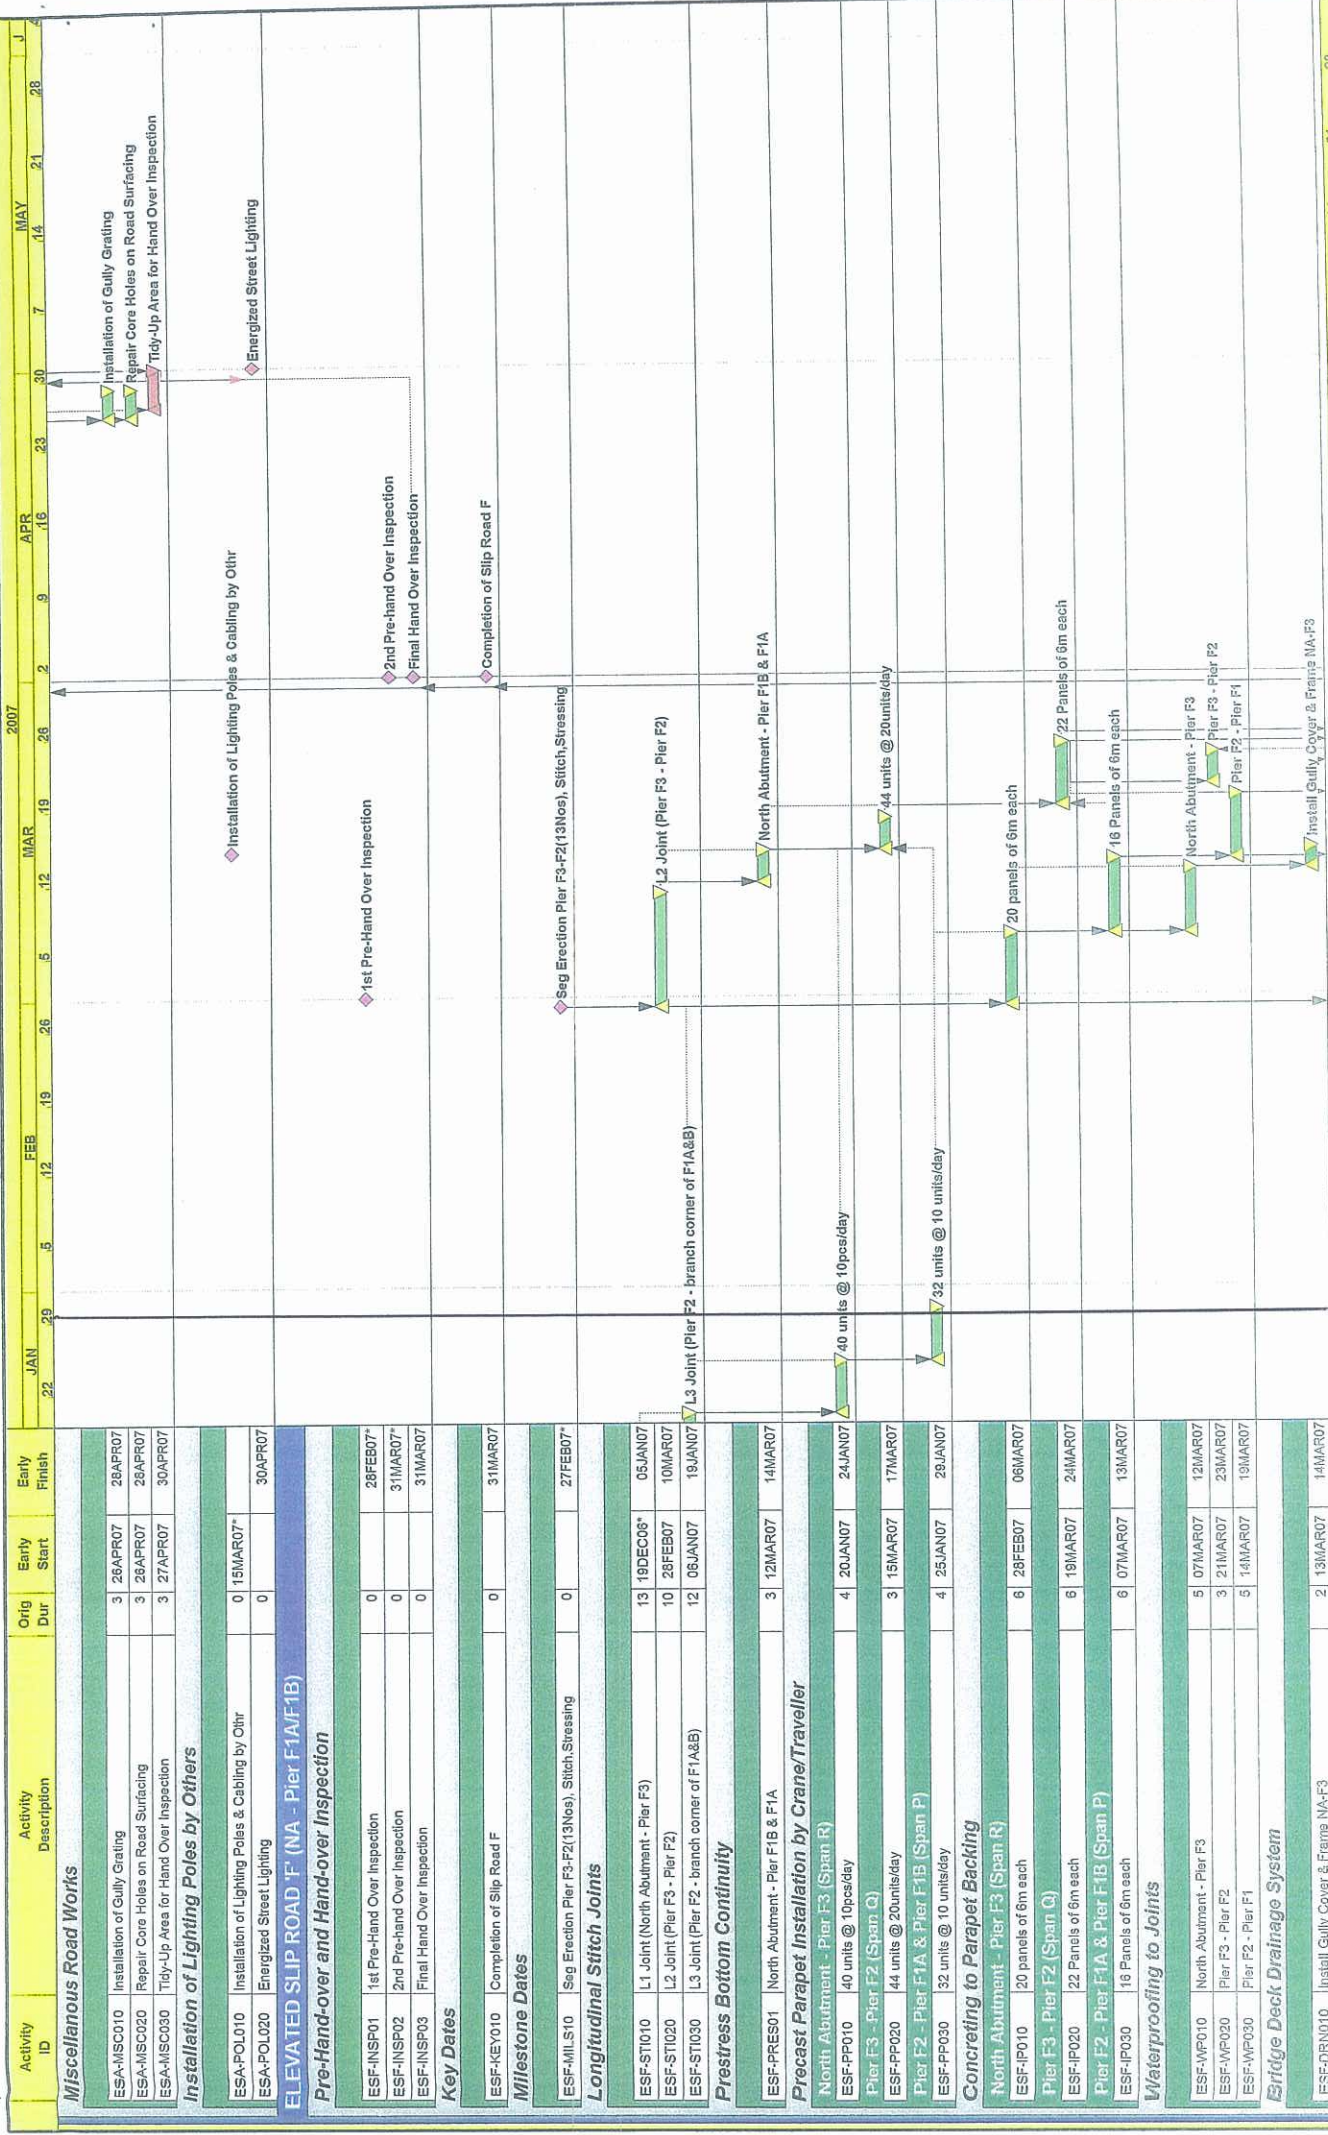 Activity ID Activity Description Orig Dur Early Start Early Finish
2007
JAN FEB MAR APR MAY J
22 29 5 12 19 26 5 12 19 26 2 9 16 23 30 7 14 21 28
Miscellanous Road Works
ESA-MSC010 Installation of Gully Grating 3 26APR07 28APR07 Installation of Gully Grating
ESA-MSC020 Repair Core Holes on Road Surfacing 3 26APR07 28APR07 Repair Core Holes on Road Surfacing
ESA-MSC030 Tidy-Up Area for Hand Over Inspection 3 27APR07 30APR07 Tidy-Up Area for Hand Over Inspection
Installation of Lighting Poles by Others
ESA-POL010 Installation of Lighting Poles & Cabling by Othr 0 15MAR07* Installation of Lighting Poles & Cabling by Othr
ESA-POL020 Energized Street Lighting 0 30APR07 Energized Street Lighting
ELEVATED SLIP ROAD 'F' (NA - Pier F1A/F1B)
Pre-Hand-over and Hand-over Inspection
ESF-INSP01 1st Pre-Hand Over Inspection 0 28FEB07* 1st Pre-Hand Over Inspection
ESF-INSP02 2nd Pre-hand Over Inspection 0 31MAR07* 2nd Pre-hand Over Inspection
ESF-INSP03 Final Hand Over Inspection 0 31MAR07 Final Hand Over Inspection
Key Dates
ESF-KEY010 Completion of Slip Road F 0 31MAR07 Completion of Slip Road F
Milestone Dates
ESF-MILS10 Seg Erection Pier F3-F2(13Nos), Stitch,Stressing 0 27FEB07* Seg Erection Pier F3-F2(13Nos), Stitch,Stressing
Longitudinal Stitch Joints
ESF-STI010 L1 Joint (North Abutment - Pier F3) 13 19DEC06* 05JAN07
ESF-STI020 L2 Joint (Pier F3 - Pier F2) 10 28FEB07 10MAR07 L2 Joint (Pier F3 - Pier F2)
ESF-STI030 L3 Joint (Pier F2 - branch corner of F1A&B) 12 06JAN07 19JAN07 L3 Joint (Pier F2 - branch corner of F1A&B)
Prestress Bottom Continuity
ESF-PRES01 North Abutment - Pier F1B & F1A 3 12MAR07 14MAR07 North Abutment - Pier F1B & F1A
Precast Parapet Installation by Crane/Traveller
North Abutment - Pier F3 (Span R)
ESF-PP010 40 units @ 10pcs/day 4 20JAN07 24JAN07 40 units @ 10pcs/day
Pier F3 - Pier F2 (Span Q)
ESF-PP020 44 units @ 20units/day 3 15MAR07 17MAR07 44 units @ 20units/day
Pier F2 - Pier F1A & Pier F1B (Span P)
ESF-PP030 32 units @ 10 units/day 4 25JAN07 29JAN07 32 units @ 10 units/day
Concreting to Parapet Backing
North Abutment - Pier F3 (Span R)
ESF-IP010 20 panels of 6m each 6 28FEB07 06MAR07 20 panels of 6m each
Pier F3 - Pier F2 (Span Q)
ESF-IP020 22 Panels of 6m each 6 19MAR07 24MAR07 22 Panels of 6m each
Pier F2 - Pier F1A & Pier F1B (Span P)
ESF-IP030 16 Panels of 6m each 6 07MAR07 13MAR07 16 Panels of 6m each
Waterproofing to Joints
ESF-WP010 North Abutment - Pier F3 5 07MAR07 12MAR07 North Abutment - Pier F3
ESF-WP020 Pier F3 - Pier F2 3 21MAR07 23MAR07 Pier F3 - Pier F2
ESF-WP030 Pier F2 - Pier F1 5 14MAR07 19MAR07 Pier F2 - Pier F1
Bridge Deck Drainage System
ESF-DRN010 Install Gully Cover & Frame NA-F3 2 13MAR07 14MAR07 Install Gully Cover & Frame NA-F3